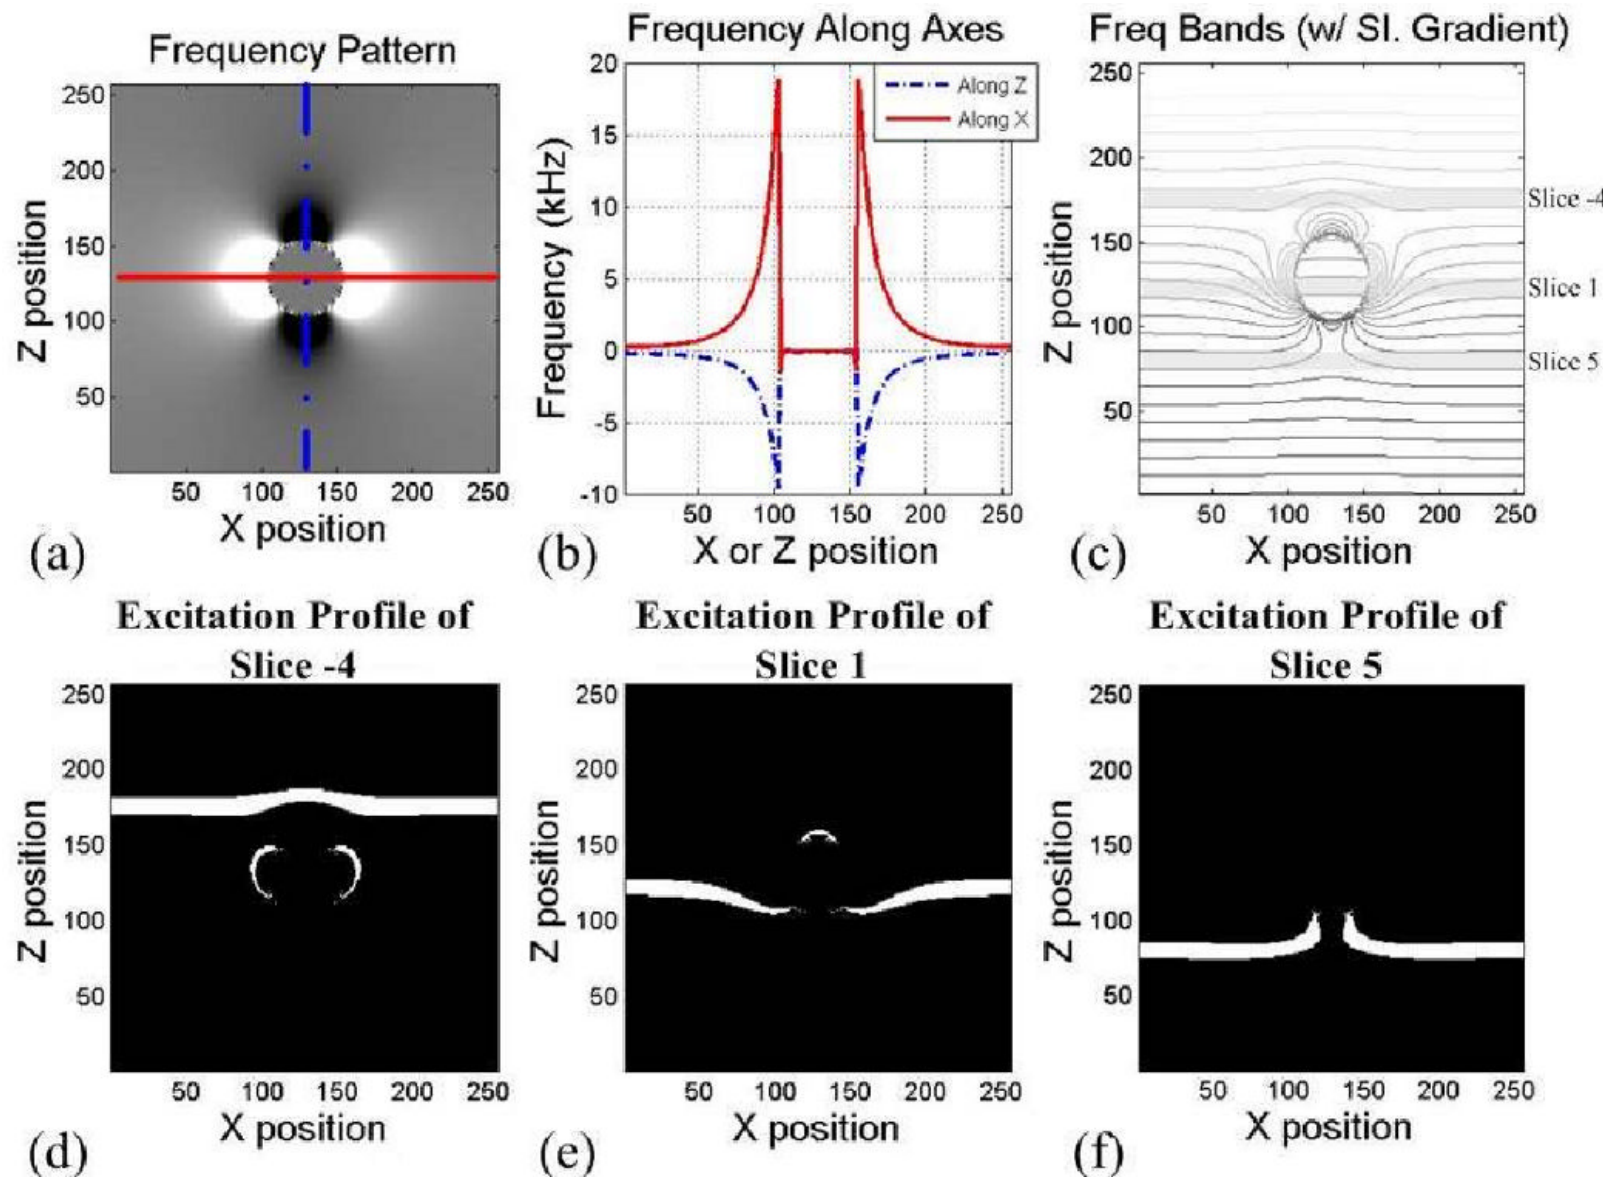 Frequency Pattern
250
200
150
100
50
Z position
50 100 150 200 250
X position
(a)
Frequency Along Axes
20
15
10
5
0
-5
-10
Frequency (kHz)
Along Z
Along X
50 100 150 200 250
X or Z position
(b)
Freq Bands (w/ Sl. Gradient)
250
200
150
100
50
Z position
Slice -4
Slice 1
Slice 5
50 100 150 200 250
X position
(c)
Excitation Profile of
Slice -4
250
200
150
100
50
Z position
50 100 150 200 250
X position
(d)
Excitation Profile of
Slice 1
250
200
150
100
50
Z position
50 100 150 200 250
X position
(e)
Excitation Profile of
Slice 5
250
200
150
100
50
Z position
50 100 150 200 250
X position
(f)